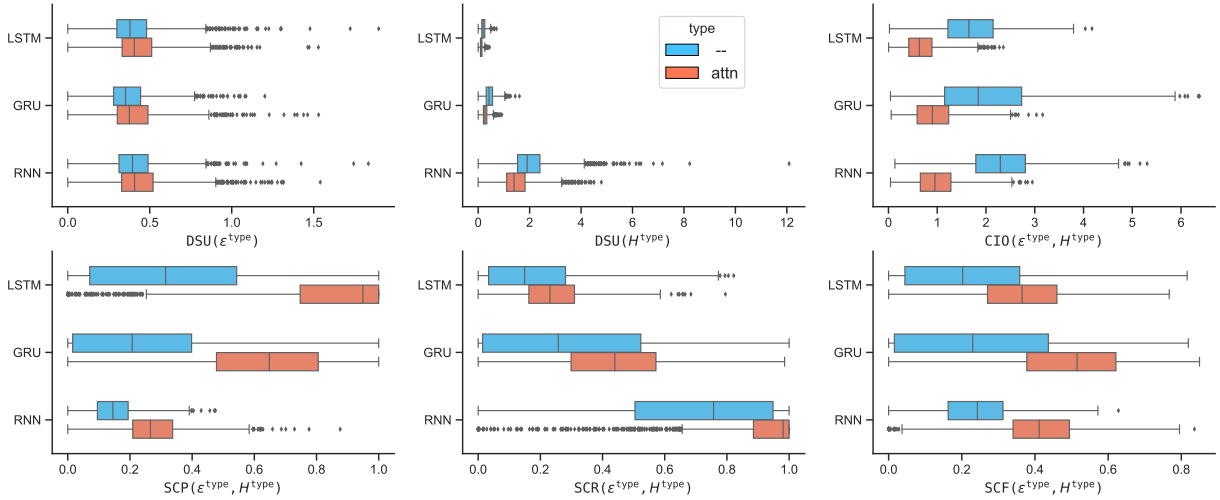 LSTM
GRU
RNN
0.0 0.5 1.0 1.5
DSU(ε^type)
LSTM
GRU
RNN
0 2 4 6 8 10 12
DSU(H^type)
type
--
attn
LSTM
GRU
RNN
0 1 2 3 4 5 6
CIO(ε^type, H^type)
LSTM
GRU
RNN
0.0 0.2 0.4 0.6 0.8 1.0
SCP(ε^type, H^type)
LSTM
GRU
RNN
0.0 0.2 0.4 0.6 0.8 1.0
SCR(ε^type, H^type)
LSTM
GRU
RNN
0.0 0.2 0.4 0.6 0.8
SCF(ε^type, H^type)